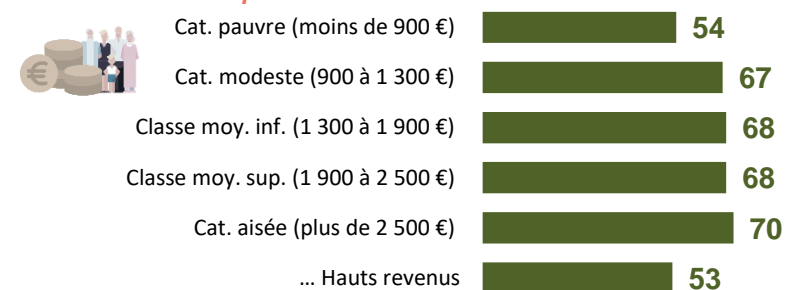 Cat. pauvre (moins de 900 €) 54
Cat. modeste (900 à 1 300 €) 67
Classe moy. inf. (1 300 à 1 900 €) 68
Classe moy. sup. (1 900 à 2 500 €) 68
Cat. aisée (plus de 2 500 €) 70
... Hauts revenus 53
€